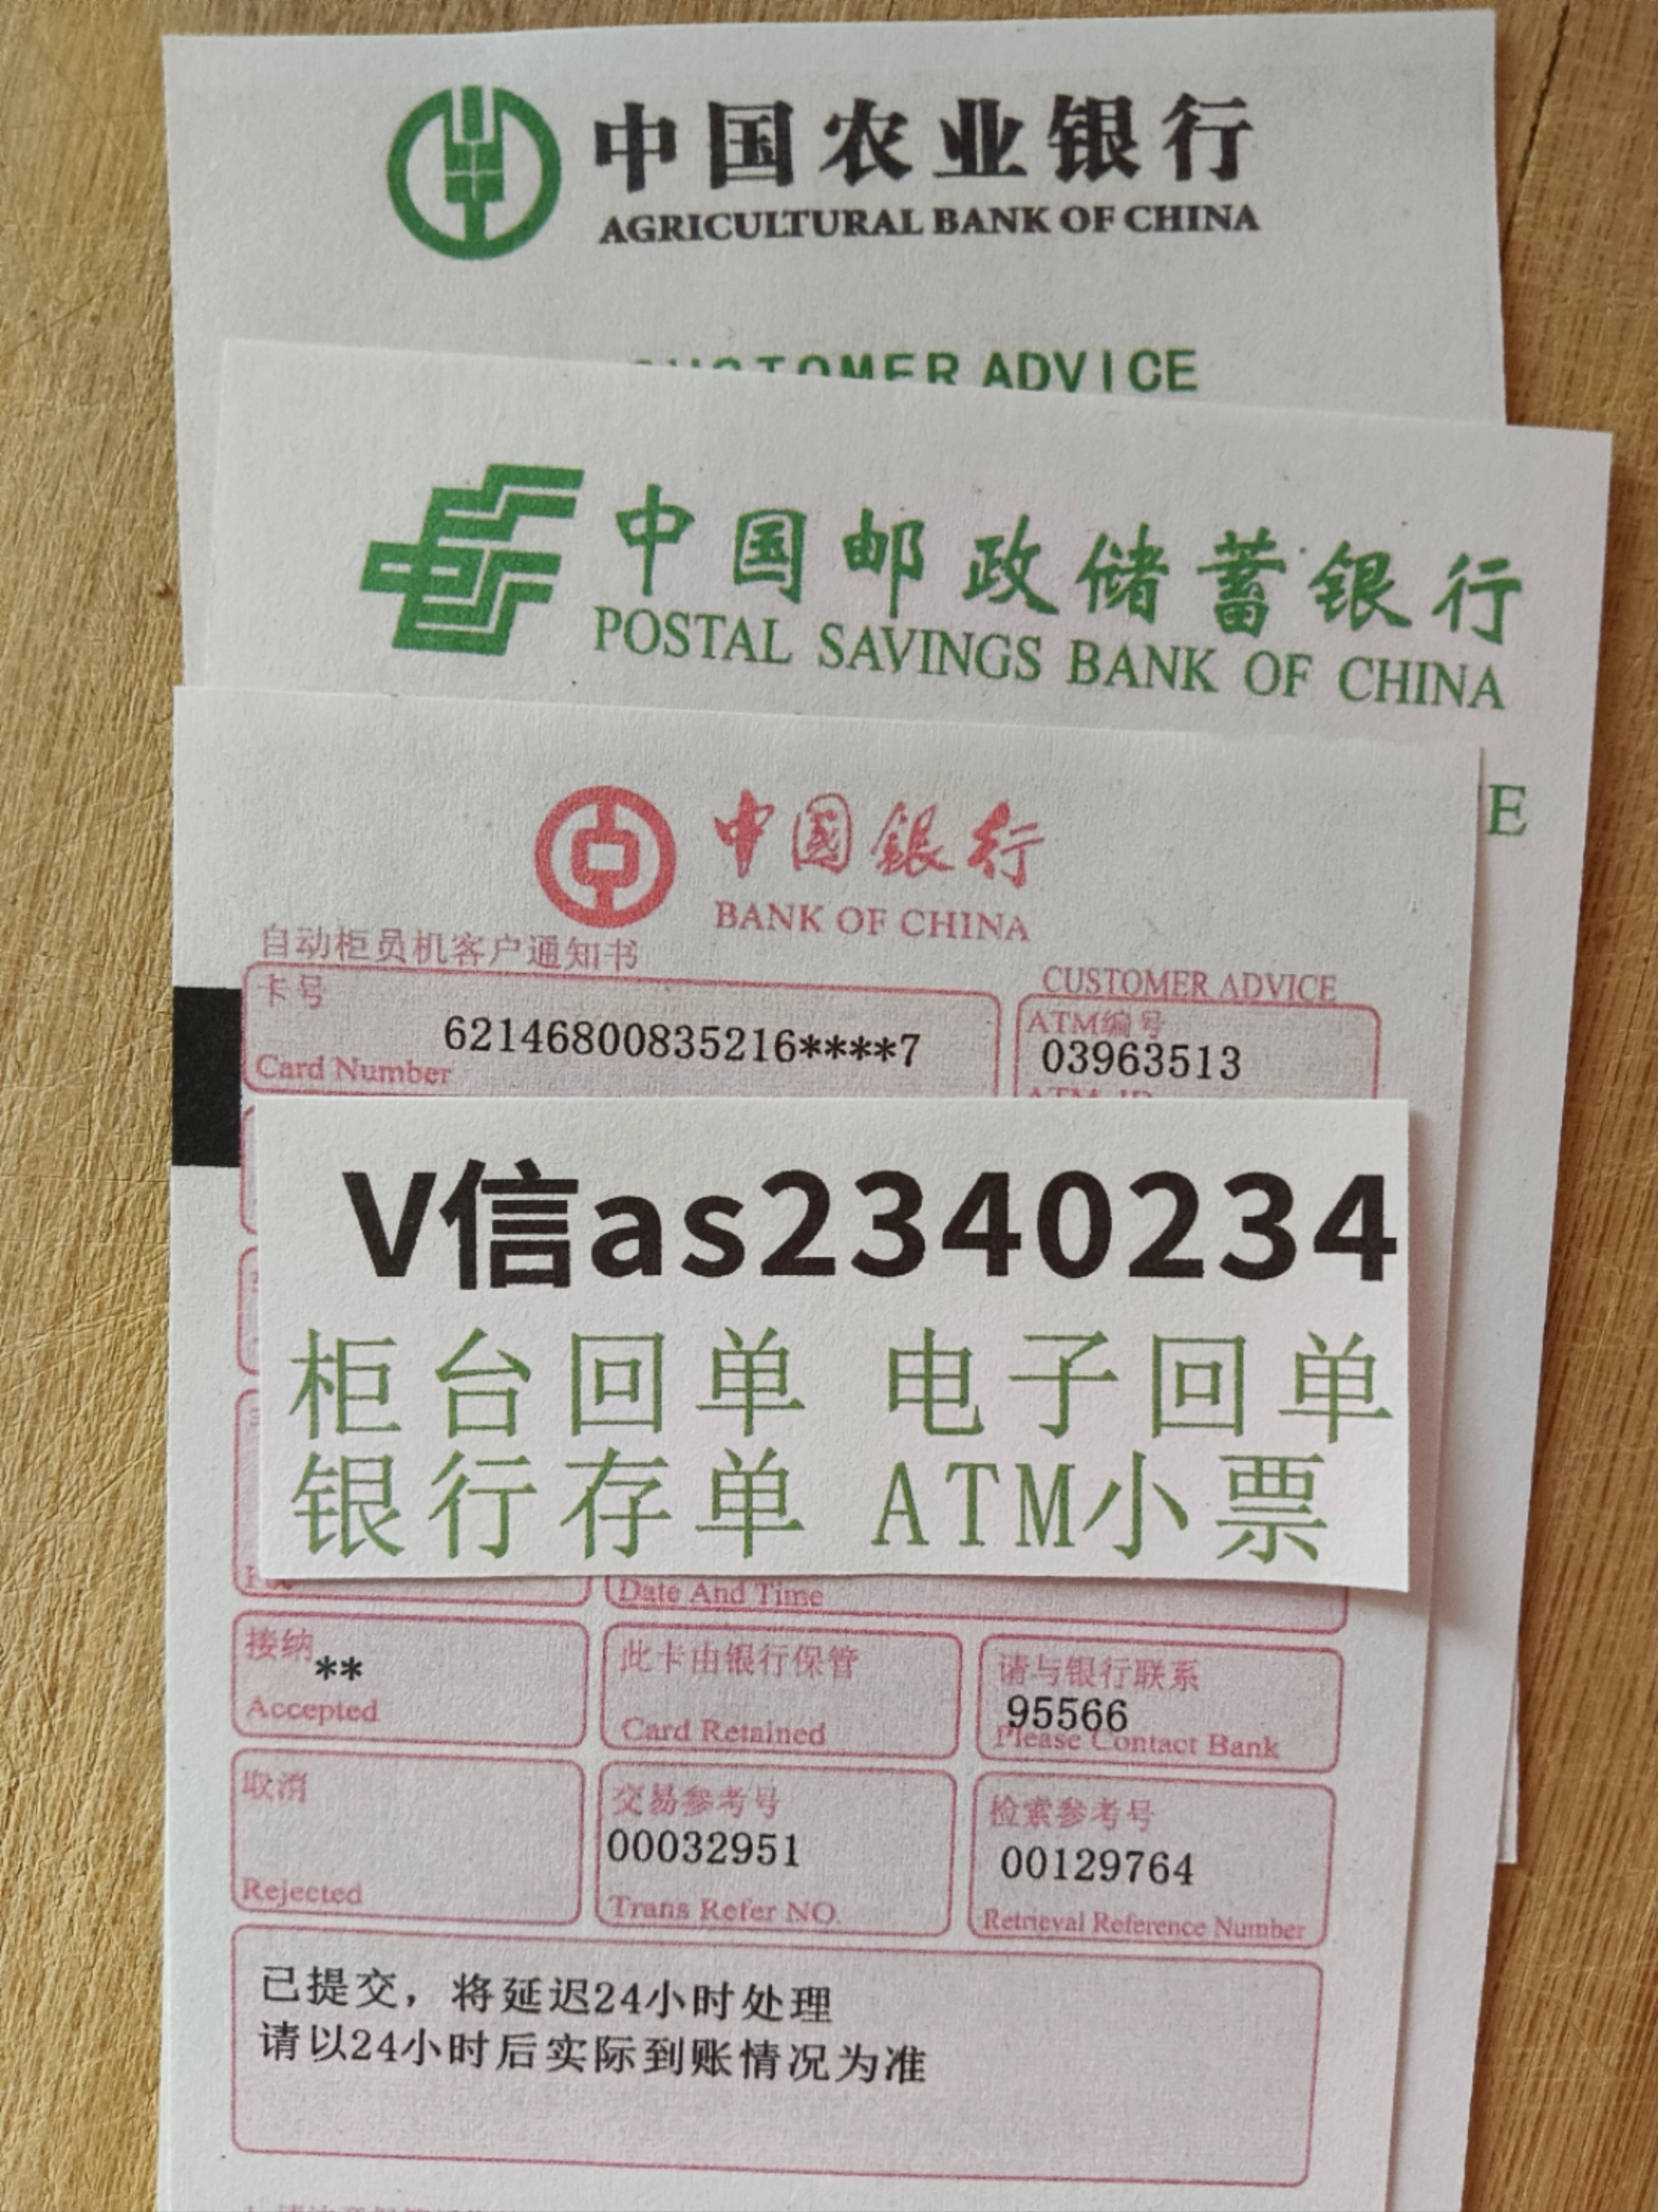 中国农业银行
AGRICULTURAL BANK OF CHINA
CUSTOMER ADVICE
中国邮政储蓄银行
POSTAL SAVINGS BANK OF CHINA
E
中国銀行
BANK OF CHINA
自动柜员机客户通知书
CUSTOMER ADVICE
卡号
ATM编号
62146800835216****7
03963513
Card Number
V信as2340234
柜台回单 电子回单
银行存单 ATM小票
Date And Time
接纳
此卡由银行保管
请与银行联系
**
95566
Accepted
Card Retained
Please Contact Bank
取消
交易参考号
检索参考号
00032951
00129764
Rejected
Trans Refer NO.
Retrieval Reference Number
已提交，将延迟24小时处理
请以24小时后实际到账情况为准